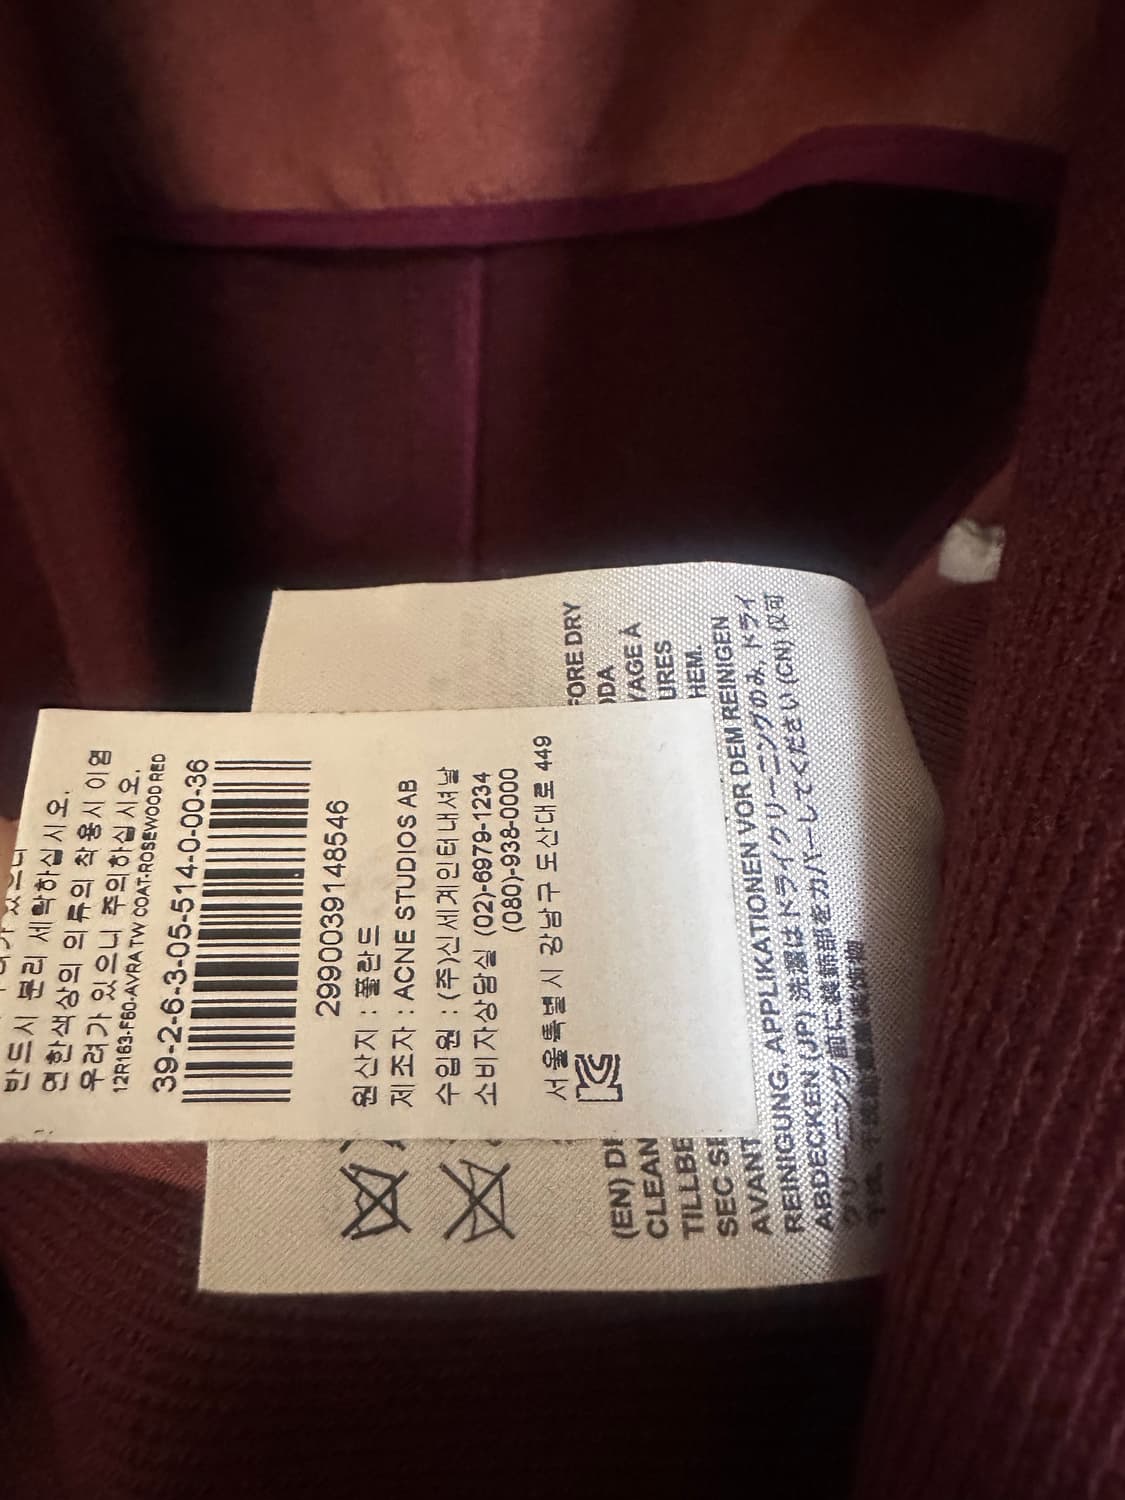 반드시 분리 세탁하십시오.
연한색상의 의류의 착용시 이염
우려가 있으니 주의하십시오.
12R163-F60-AVRA TW COAT-ROSEWOOD RED
39-2-6-3-05-514-0-00-36
2990039148546
원산지 : 폴란드
제조자 : ACNE STUDIOS AB
수입원 : (주)신세계인터내셔날
소비자상담실 (02)-6979-1234
(080)-938-0000
서울특별시 강남구 도산대로 449
(EN) FORE DRY
CLEAN
TILLBE YAGE À
SEC URES
AVANT HEM.
REINIGUNG, APPLIKATIONEN VOR DEM REINIGEN
ABDECKEN (JP) 洗濯はドライクリーニングのみ, ドライ
クリーニング前に装飾部をカバーしてください (CN) 仅可